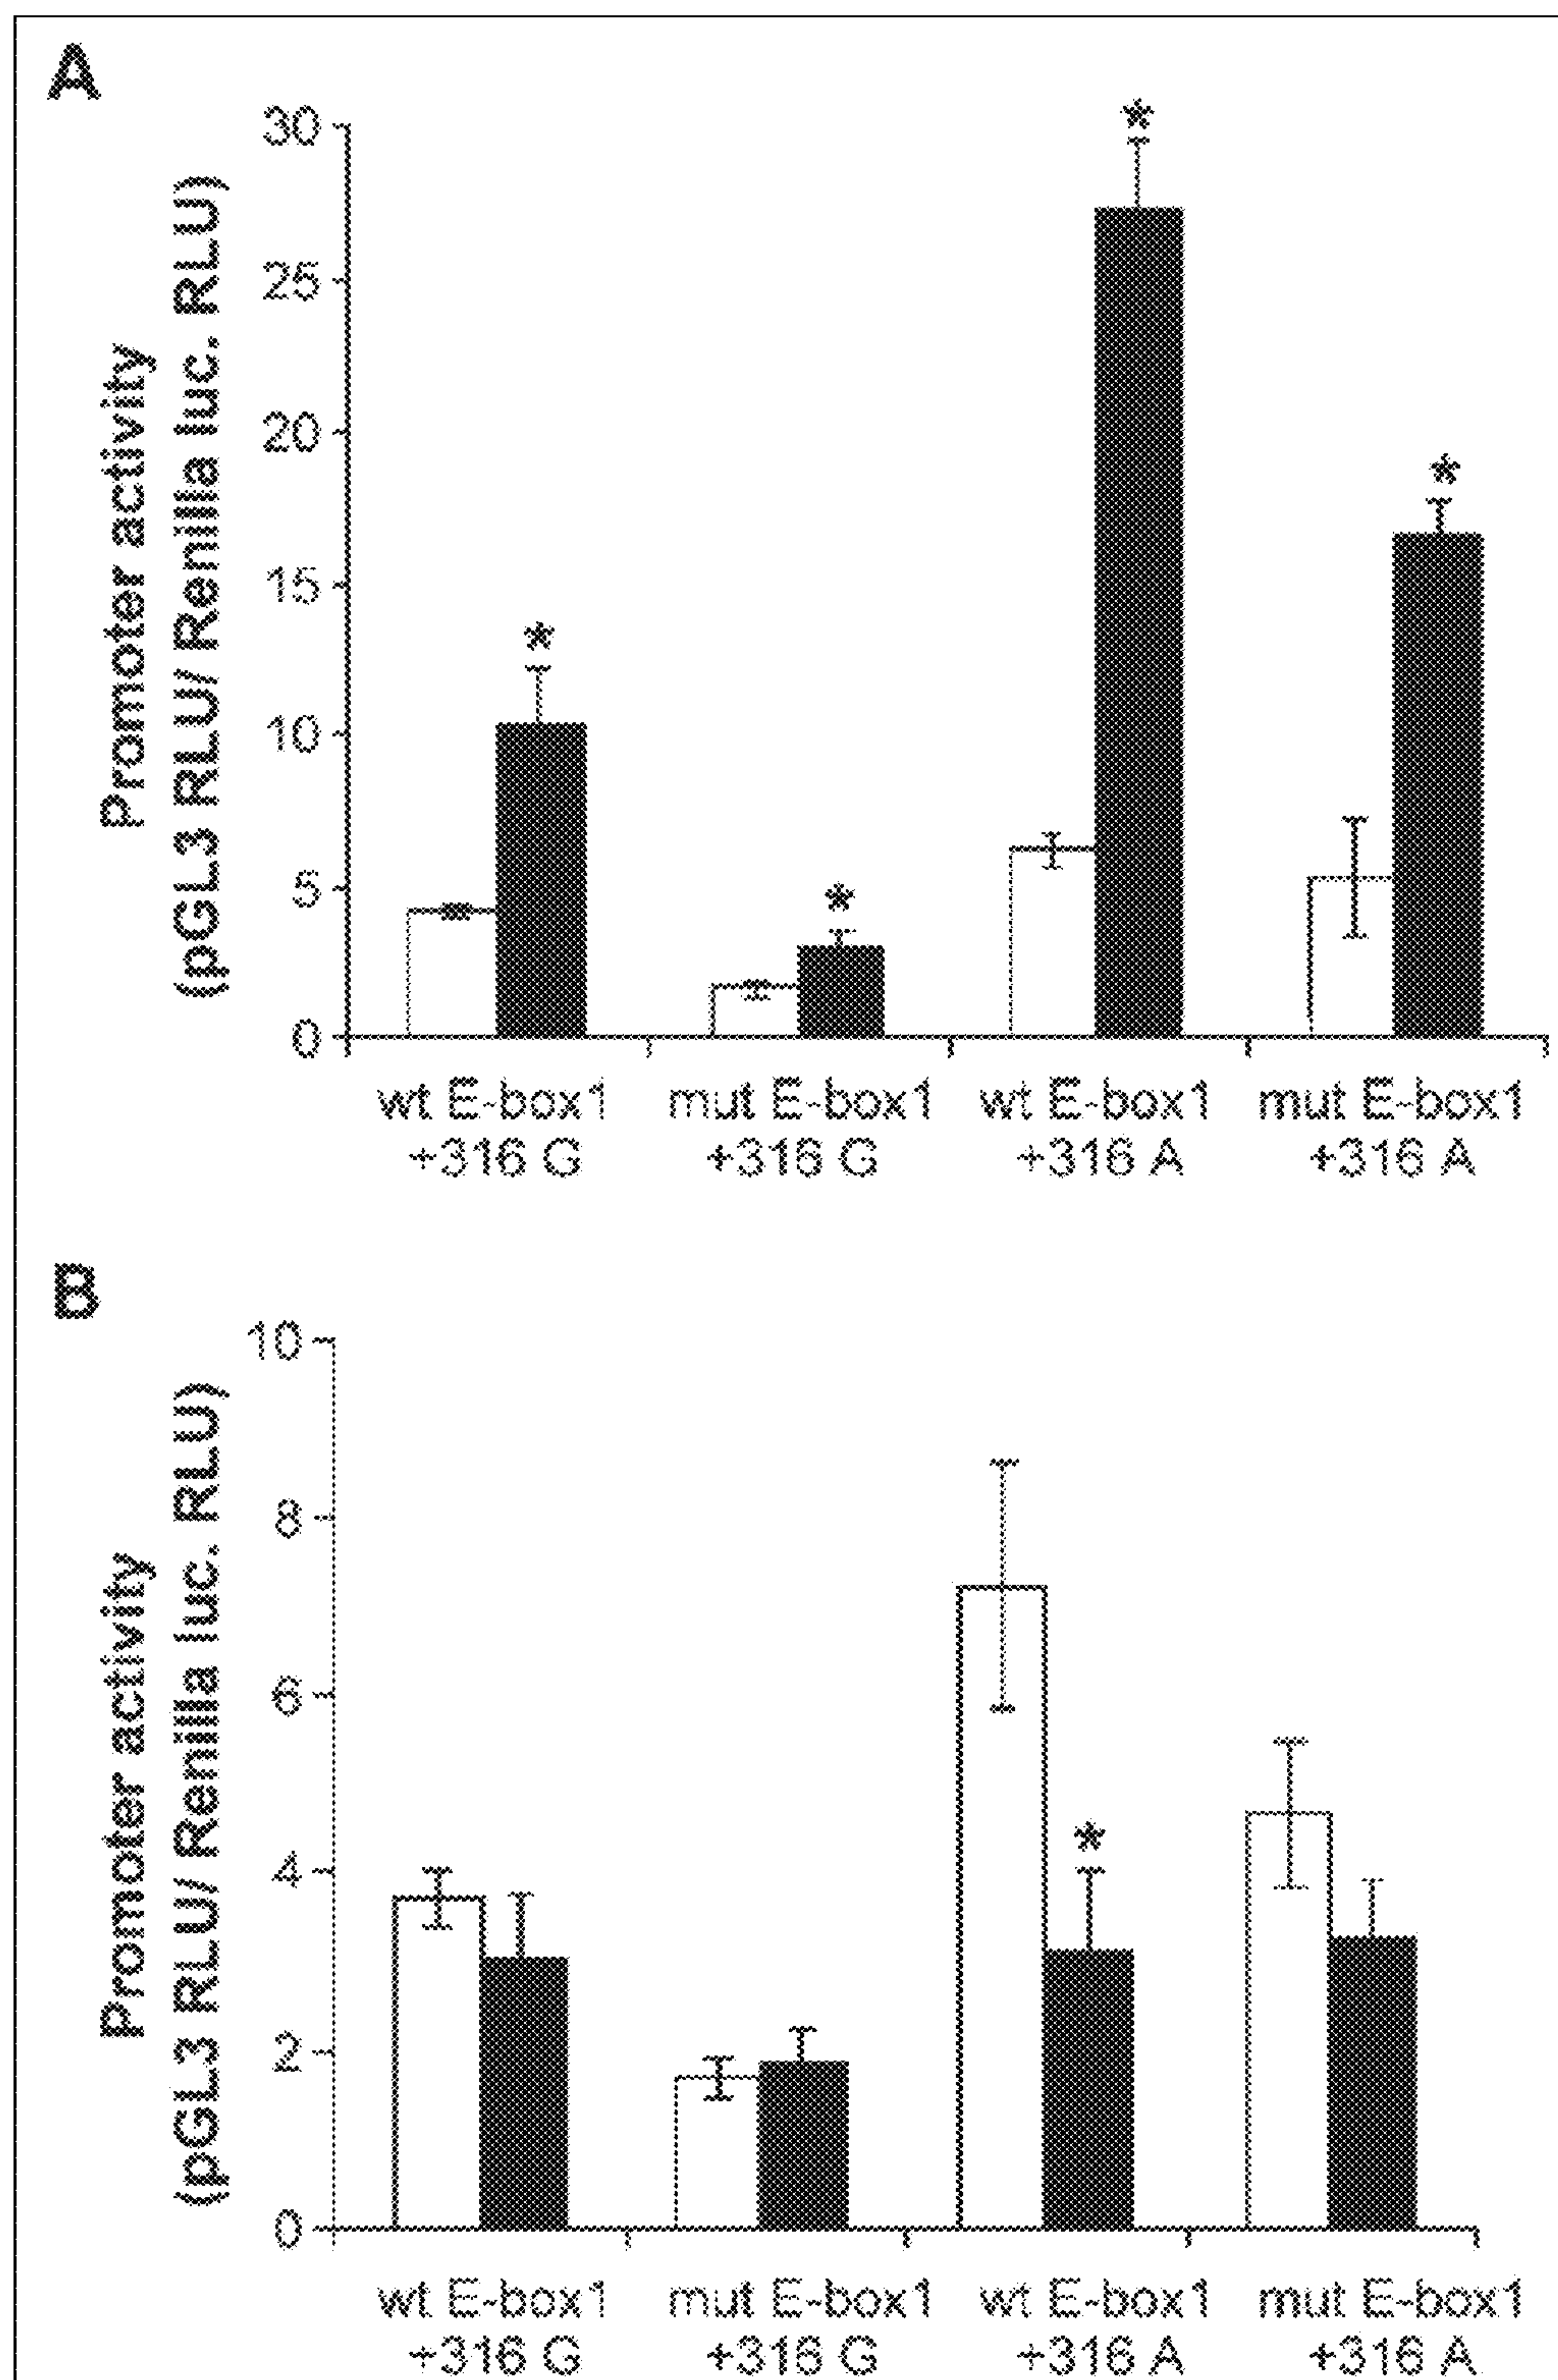 A
Promoter activity
(pGL3 RLU/ Renilla luc. RLU)
30
25
20
15
10
5
0
*
*
*
*
wt E-box1 mut E-box1 wt E-box1 mut E-box1
+316 G +316 G +316 A +316 A
B
Promoter activity
(pGL3 RLU/ Renilla luc. RLU)
10
8
6
4
2
0
*
wt E-box1 mut E-box1 wt E-box1 mut E-box1
+316 G +316 G +316 A +316 A